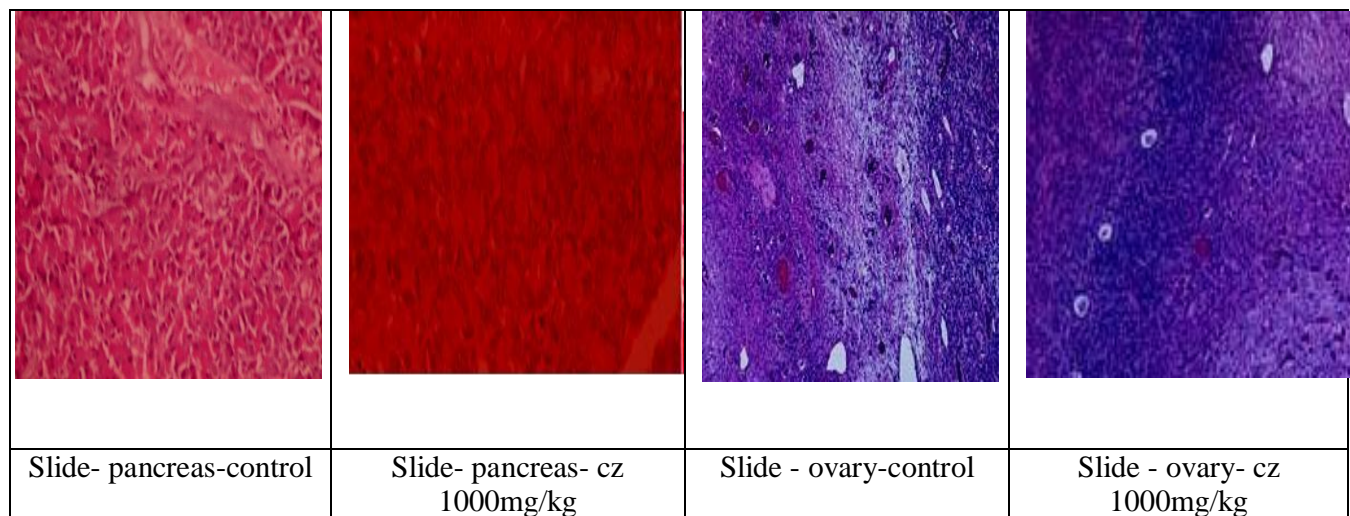 Slide- pancreas-control
Slide- pancreas- cz
1000mg/kg
Slide - ovary-control
Slide - ovary- cz
1000mg/kg